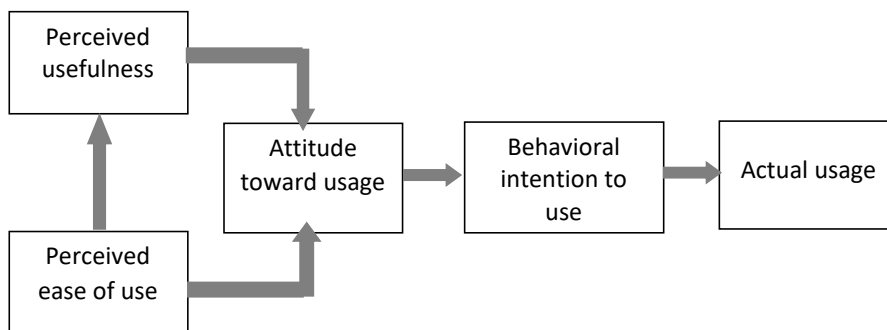 Perceived
usefulness
Attitude
toward usage
Behavioral
intention to
use
Actual usage
Perceived
ease of use